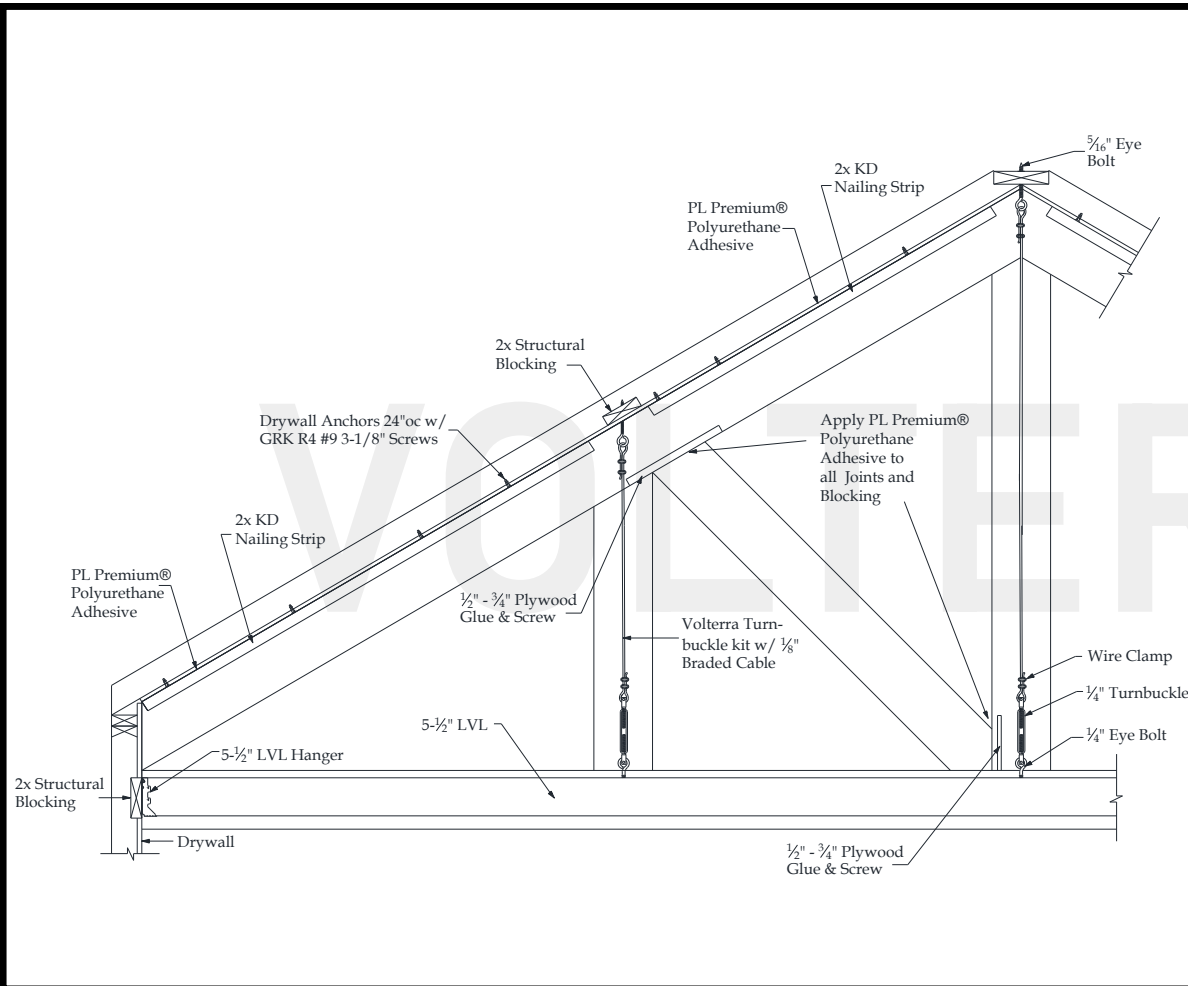 5/16" Eye
Bolt
2x KD
Nailing Strip
PL Premium®
Polyurethane
Adhesive
2x Structural
Blocking
Drywall Anchors 24"oc w/
GRK R4 #9 3-1/8" Screws
Apply PL Premium®
Polyurethane
Adhesive to
all Joints and
Blocking
2x KD
Nailing Strip
PL Premium®
Polyurethane
Adhesive
½" - ¾" Plywood
Glue & Screw
Volterra Turn-
buckle kit w/ ⅛"
Braded Cable
Wire Clamp
¼" Turnbuckle
¼" Eye Bolt
5-½" LVL
5-½" LVL Hanger
2x Structural
Blocking
Drywall
½" - ¾" Plywood
Glue & Screw
VOLTER